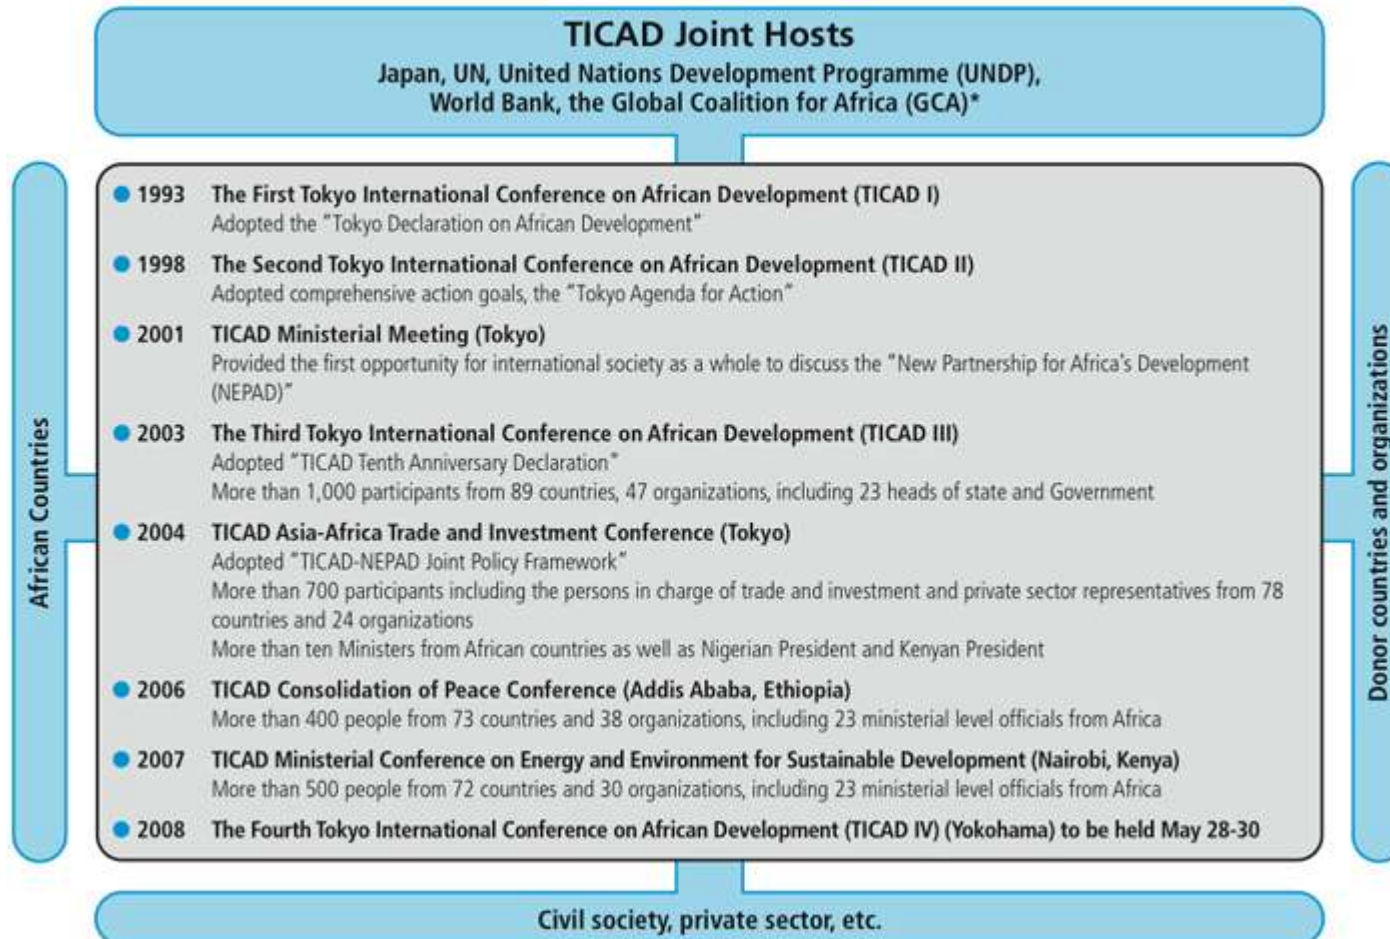 TICAD Joint Hosts
Japan, UN, United Nations Development Programme (UNDP),
World Bank, the Global Coalition for Africa (GCA)*
African Countries
1993 The First Tokyo International Conference on African Development (TICAD I)
Adopted the "Tokyo Declaration on African Development"
1998 The Second Tokyo International Conference on African Development (TICAD II)
Adopted comprehensive action goals, the "Tokyo Agenda for Action"
2001 TICAD Ministerial Meeting (Tokyo)
Provided the first opportunity for international society as a whole to discuss the "New Partnership for Africa's Development
(NEPAD)"
2003 The Third Tokyo International Conference on African Development (TICAD III)
Adopted "TICAD Tenth Anniversary Declaration"
More than 1,000 participants from 89 countries, 47 organizations, including 23 heads of state and Government
2004 TICAD Asia-Africa Trade and Investment Conference (Tokyo)
Adopted "TICAD-NEPAD Joint Policy Framework"
More than 700 participants including the persons in charge of trade and investment and private sector representatives from 78
countries and 24 organizations
More than ten Ministers from African countries as well as Nigerian President and Kenyan President
2006 TICAD Consolidation of Peace Conference (Addis Ababa, Ethiopia)
More than 400 people from 73 countries and 38 organizations, including 23 ministerial level officials from Africa
2007 TICAD Ministerial Conference on Energy and Environment for Sustainable Development (Nairobi, Kenya)
More than 500 people from 72 countries and 30 organizations, including 23 ministerial level officials from Africa
2008 The Fourth Tokyo International Conference on African Development (TICAD IV) (Yokohama) to be held May 28-30
Donor countries and organizations
Civil society, private sector, etc.